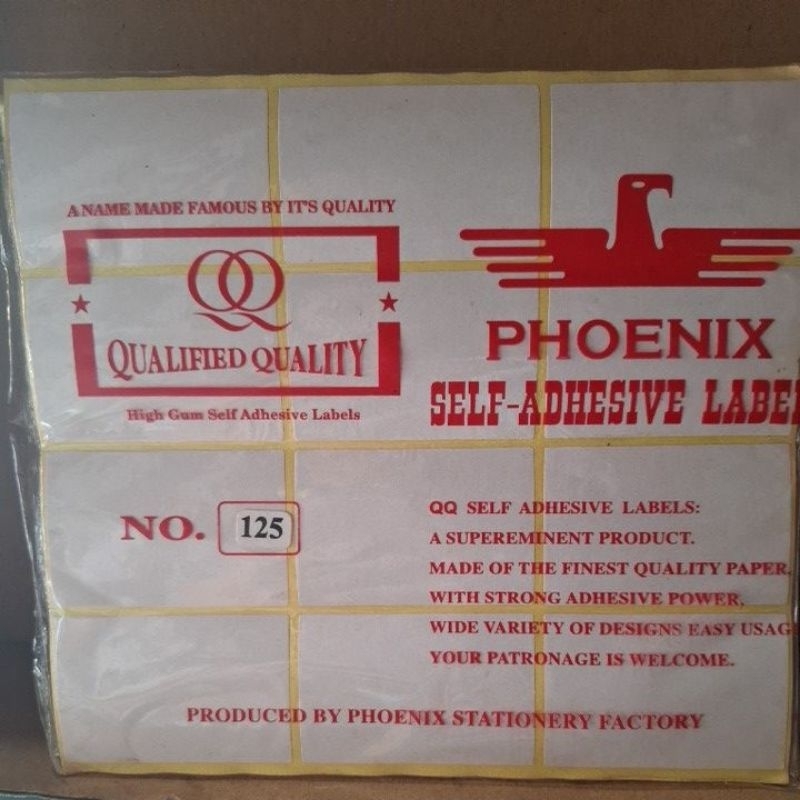 A NAME MADE FAMOUS BY IT'S QUALITY
QQ
QUALIFIED QUALITY
High Gum Self Adhesive Labels
PHOENIX
SELF-ADHESIVE LABEL
NO. 125
QQ SELF ADHESIVE LABELS:
A SUPEREMINENT PRODUCT.
MADE OF THE FINEST QUALITY PAPER,
WITH STRONG ADHESIVE POWER,
WIDE VARIETY OF DESIGNS EASY USAG
YOUR PATRONAGE IS WELCOME.
PRODUCED BY PHOENIX STATIONERY FACTORY